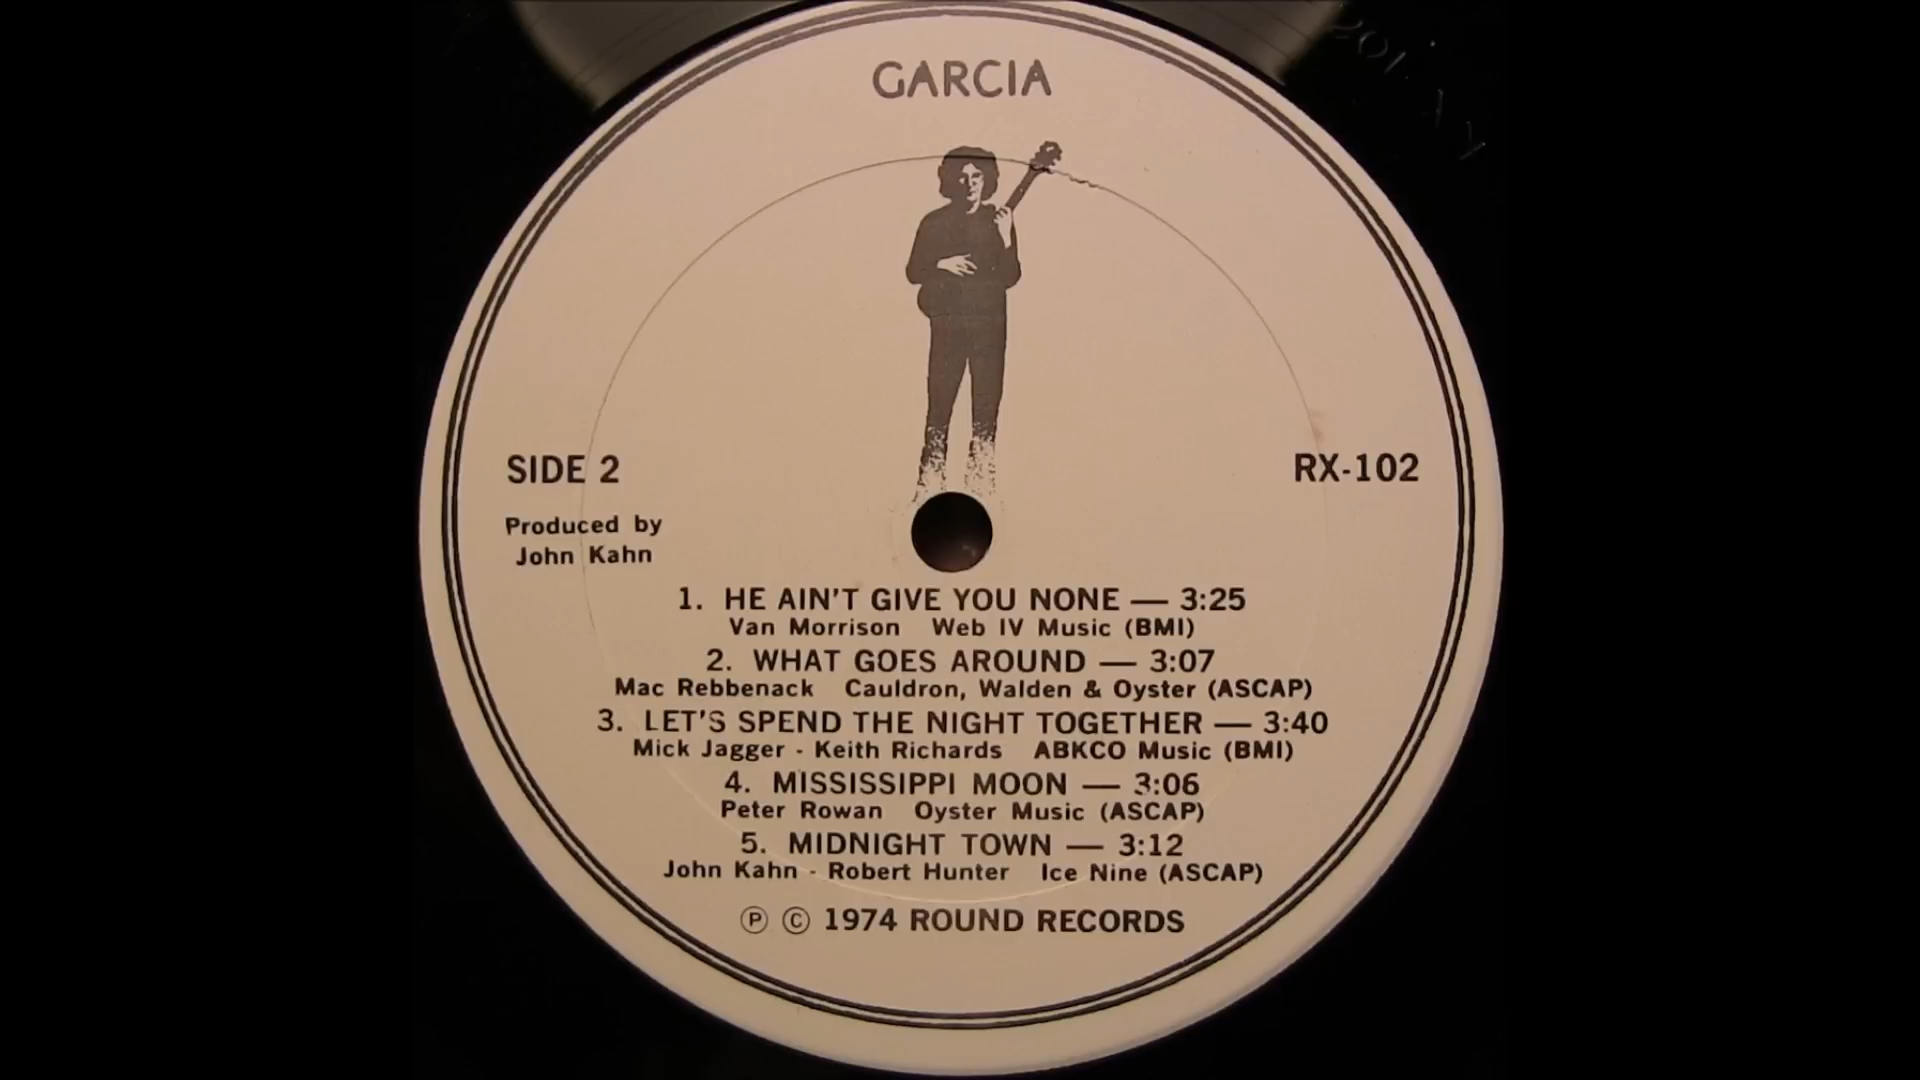 GARCIA
SIDE 2
RX-102
Produced by
John Kahn
1. HE AIN'T GIVE YOU NONE — 3:25
Van Morrison Web IV Music (BMI)
2. WHAT GOES AROUND — 3:07
Mac Rebbenack Cauldron, Walden & Oyster (ASCAP)
3. LET'S SPEND THE NIGHT TOGETHER — 3:40
Mick Jagger - Keith Richards ABKCO Music (BMI)
4. MISSISSIPPI MOON — 3:06
Peter Rowan Oyster Music (ASCAP)
5. MIDNIGHT TOWN — 3:12
John Kahn - Robert Hunter Ice Nine (ASCAP)
Ⓟ © 1974 ROUND RECORDS